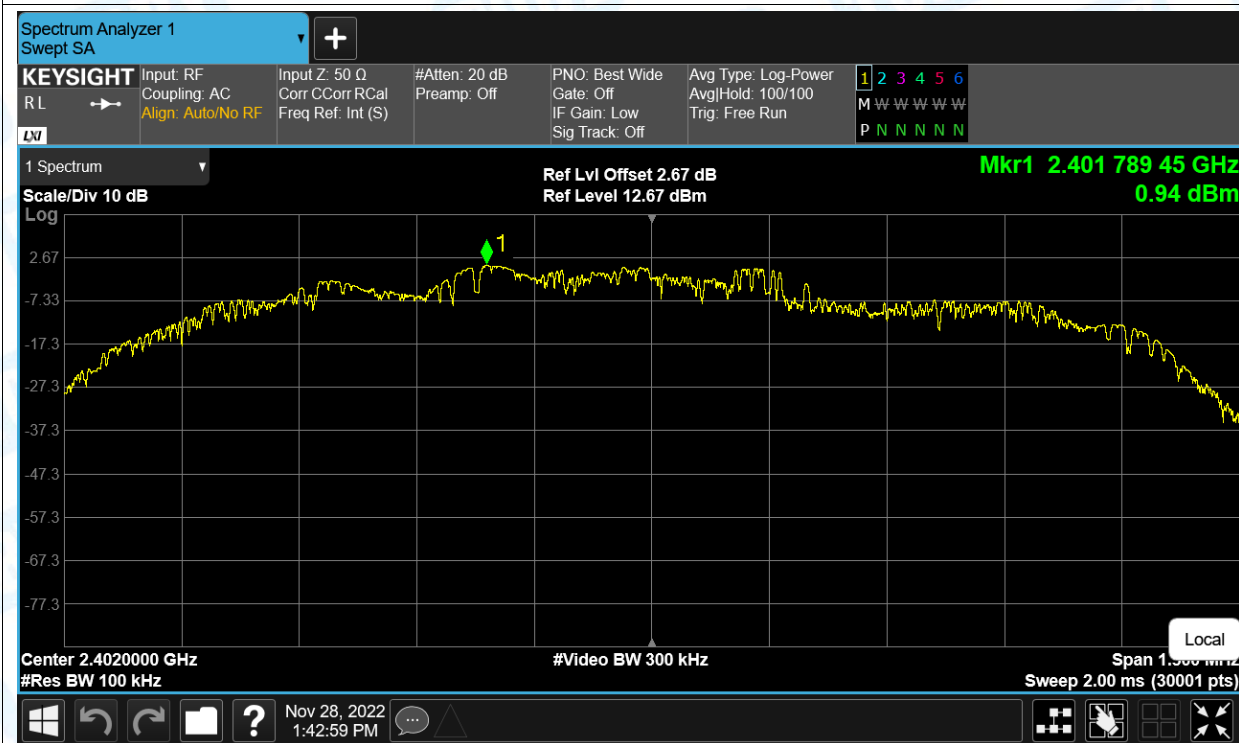 Spectrum Analyzer 1
Swept SA
KEYSIGHT
R L
LXI
Input: RF
Coupling: AC
Align: Auto/No RF
Input Z: 50 Ω
Corr CCorr RCal
Freq Ref: Int (S)
#Atten: 20 dB
Preamp: Off
PNO: Best Wide
Gate: Off
IF Gain: Low
Sig Track: Off
Avg Type: Log-Power
Avg|Hold: 100/100
Trig: Free Run
1 2 3 4 5 6
M W W W W W
P N N N N N
1 Spectrum
Scale/Div 10 dB
Log
Ref Lvl Offset 2.67 dB
Ref Level 12.67 dBm
Mkr1 2.401 789 45 GHz
0.94 dBm
1
2.67
-7.33
-17.3
-27.3
-37.3
-47.3
-57.3
-67.3
-77.3
Local
Center 2.4020000 GHz
#Video BW 300 kHz
Span
#Res BW 100 kHz
Sweep 2.00 ms (30001 pts)
?
Nov 28, 2022
1:42:59 PM